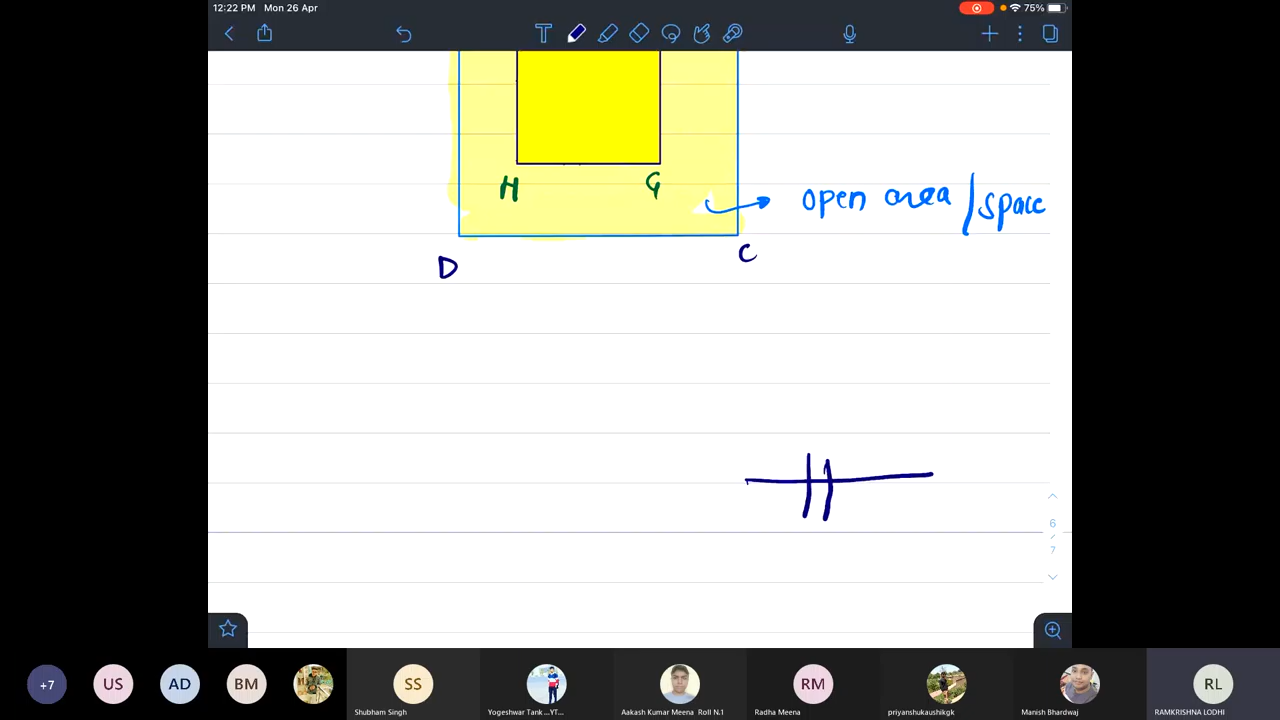 12:22 PM Mon 26 Apr
75%
T
H
G
open area / space
D
C
6
/
7
+7
US
AD
BM
SS
RM
RL
Shubham Singh
Yogeshwar Tank ...YT...
Aakash Kumar Meena Roll N.1
Radha Meena
priyanshukaushikgk
Manish Bhardwaj
RAMKRISHNA LODHI